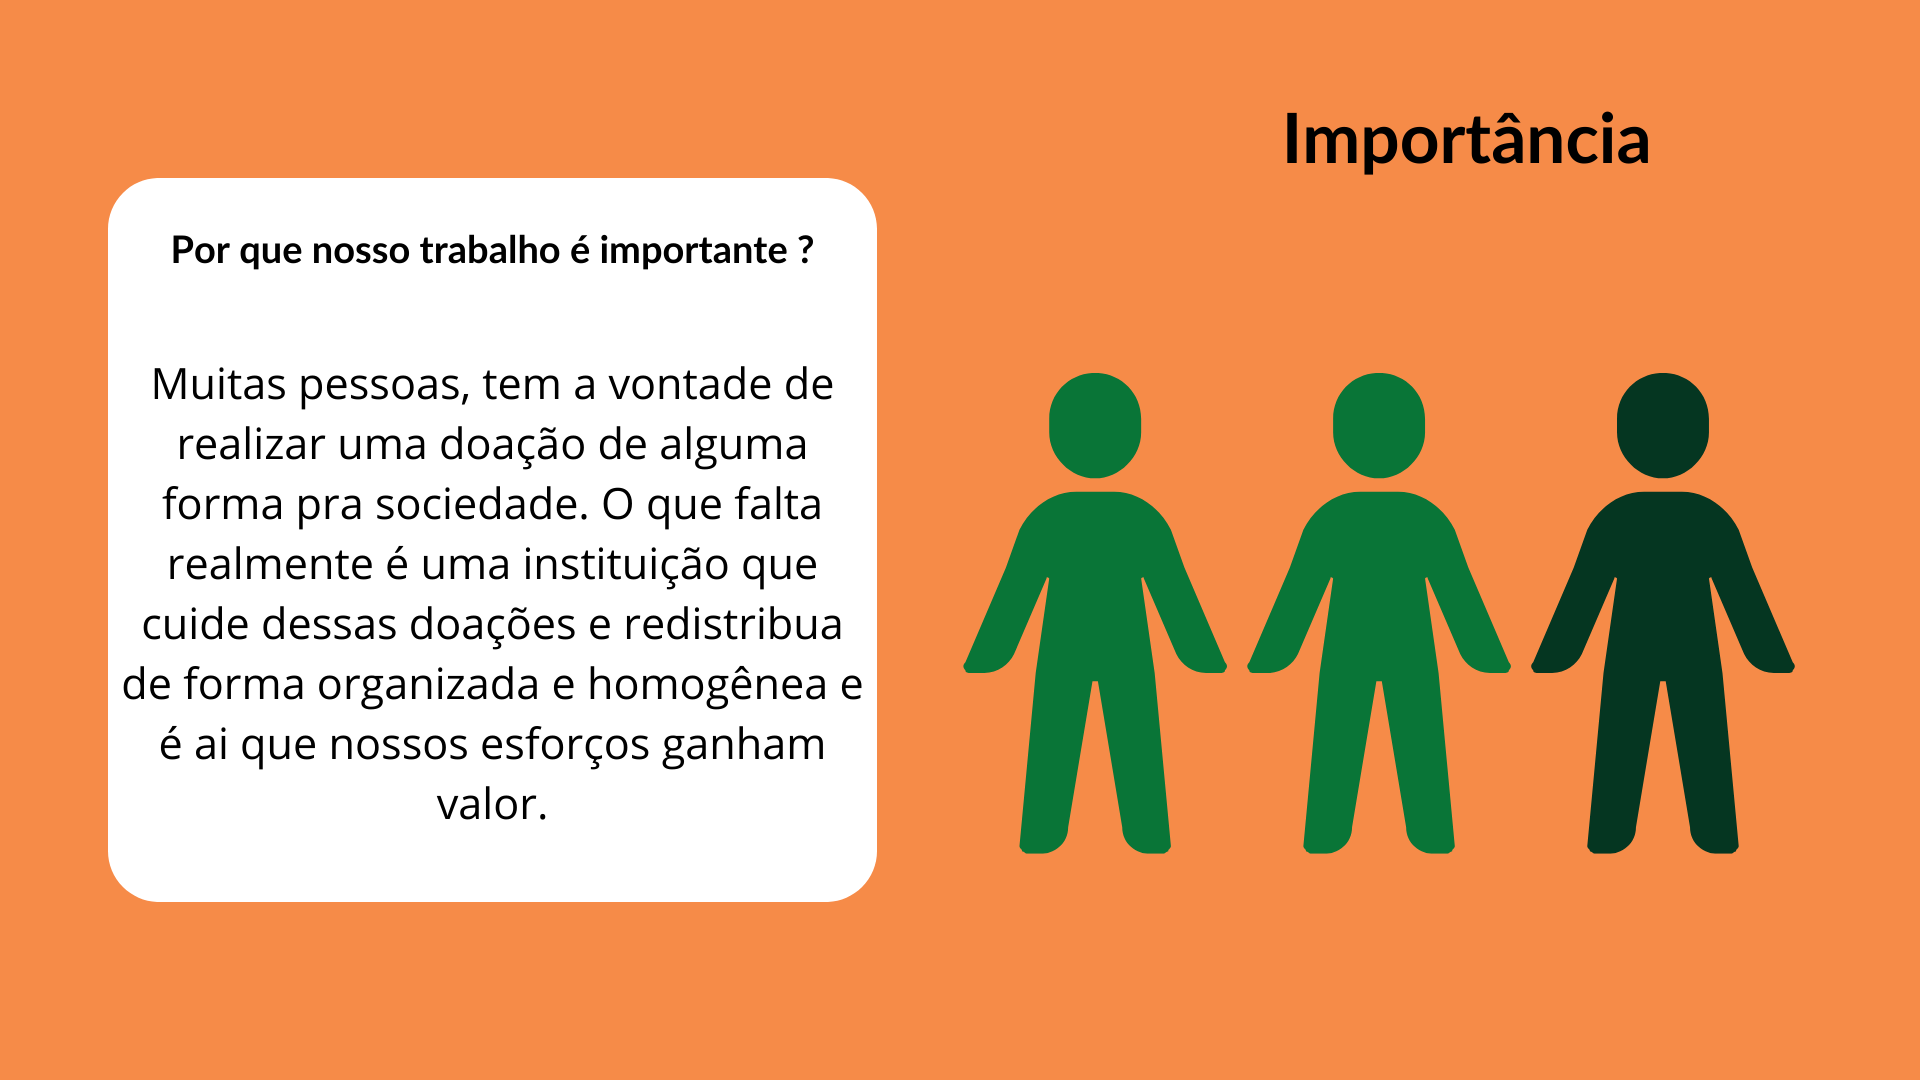 Importância
Por que nosso trabalho é importante ?
Muitas pessoas, tem a vontade de
realizar uma doação de alguma
forma pra sociedade. O que falta
realmente é uma instituição que
cuide dessas doações e redistribua
de forma organizada e homogênea e
é ai que nossos esforços ganham
valor.